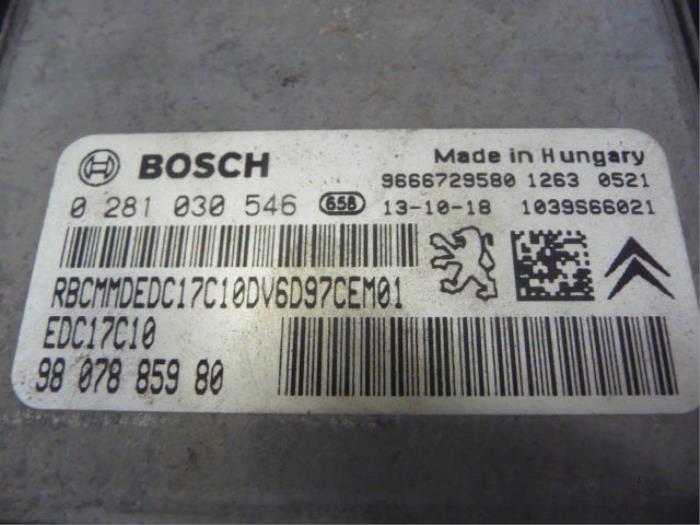 BOSCH Made in Hungary
9666729580 1263 0521
0 281 030 546 658 13-10-18 1039S66021
RBCMMDEDC17C10DV6D97CEM01
EDC17C10
98 078 859 80